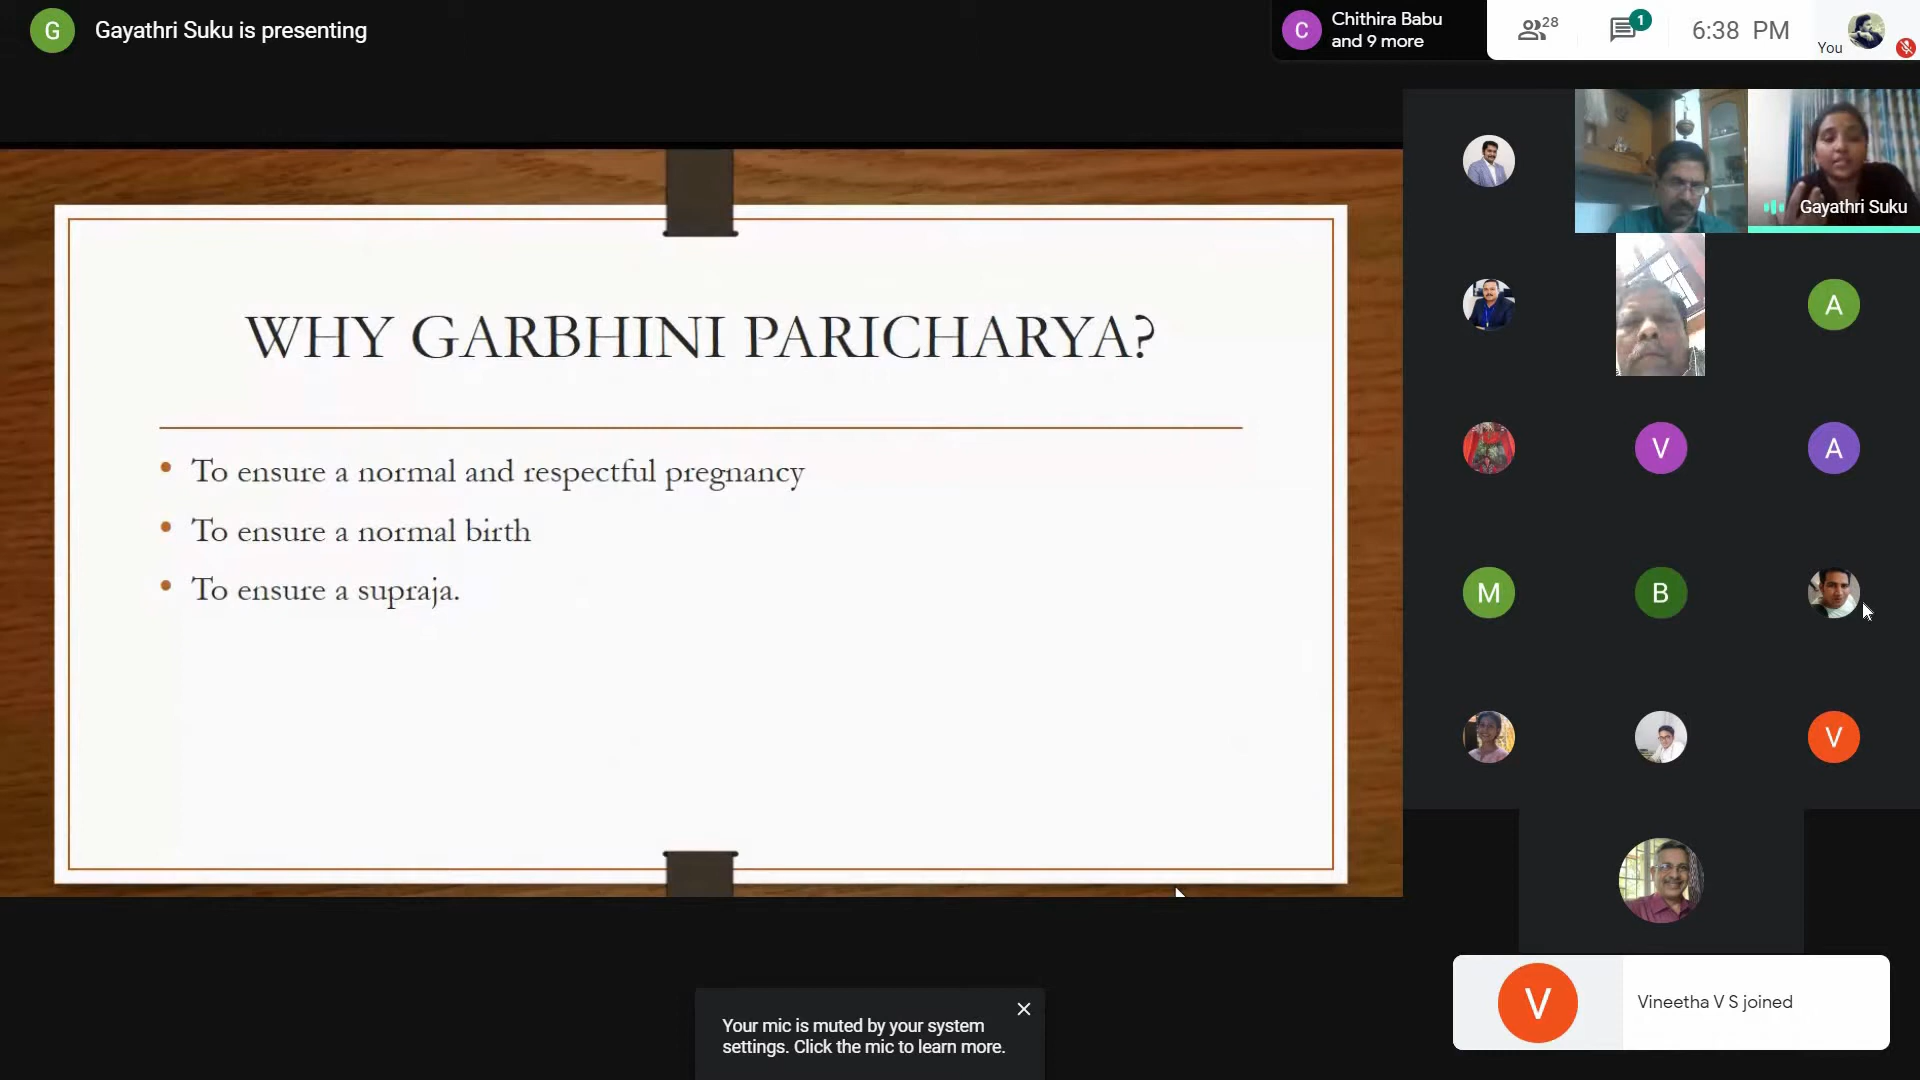 G
Gayathri Suku is presenting
C
Chithira Babu
and 9 more
28
1
6:38 PM
You
Gayathri Suku
A
V
A
M
B
V
WHY GARBHINI PARICHARYA?
• To ensure a normal and respectful pregnancy
• To ensure a normal birth
• To ensure a supraja.
V
Vineetha V S joined
Your mic is muted by your system
settings. Click the mic to learn more.